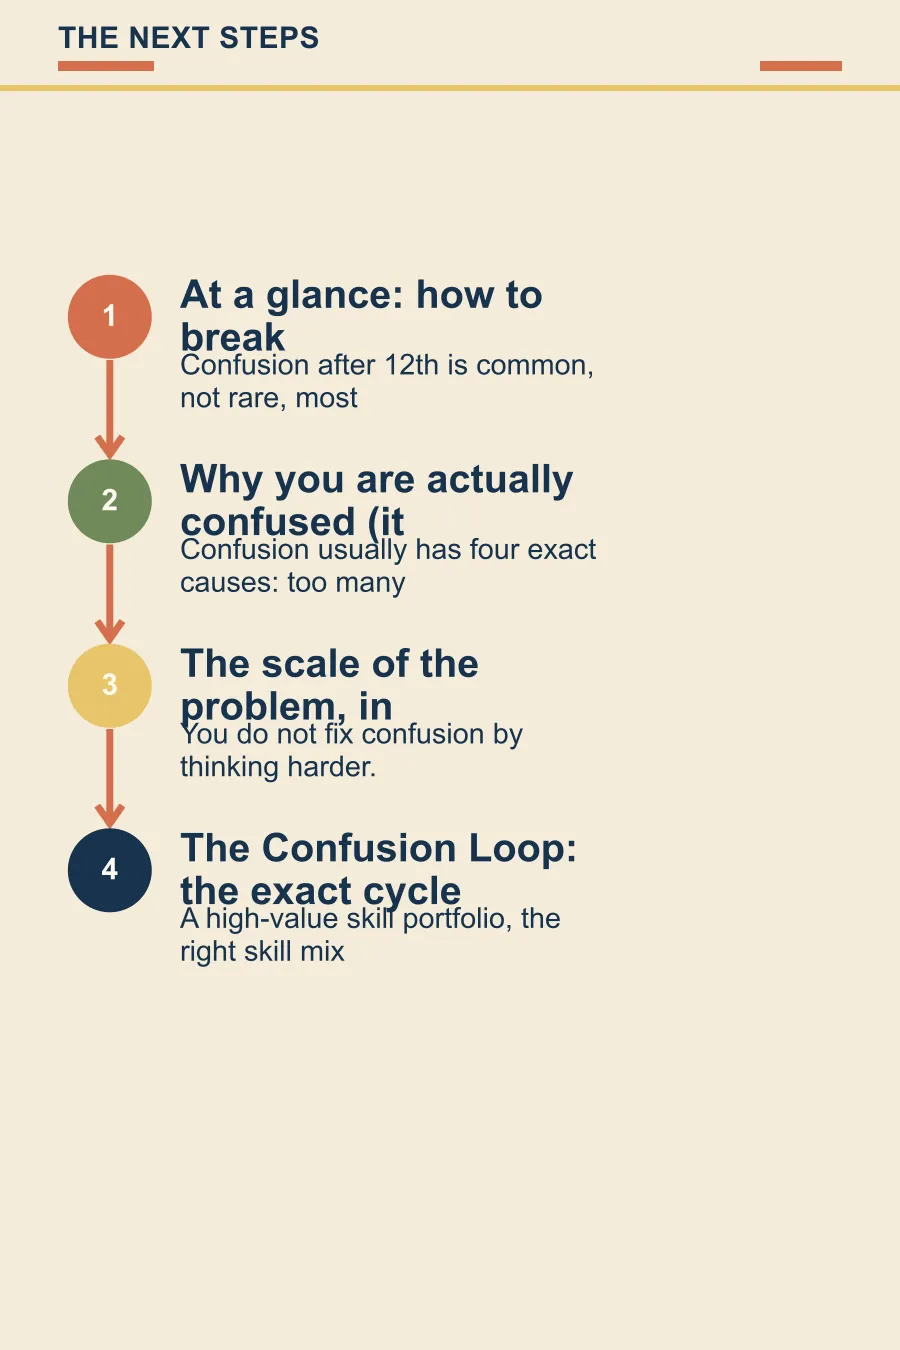 THE NEXT STEPS
1
At a glance: how to
break
Confusion after 12th is common,
not rare, most
2
Why you are actually
confused (it
Confusion usually has four exact
causes: too many
3
The scale of the
problem, in
You do not fix confusion by
thinking harder.
4
The Confusion Loop:
the exact cycle
A high-value skill portfolio, the
right skill mix